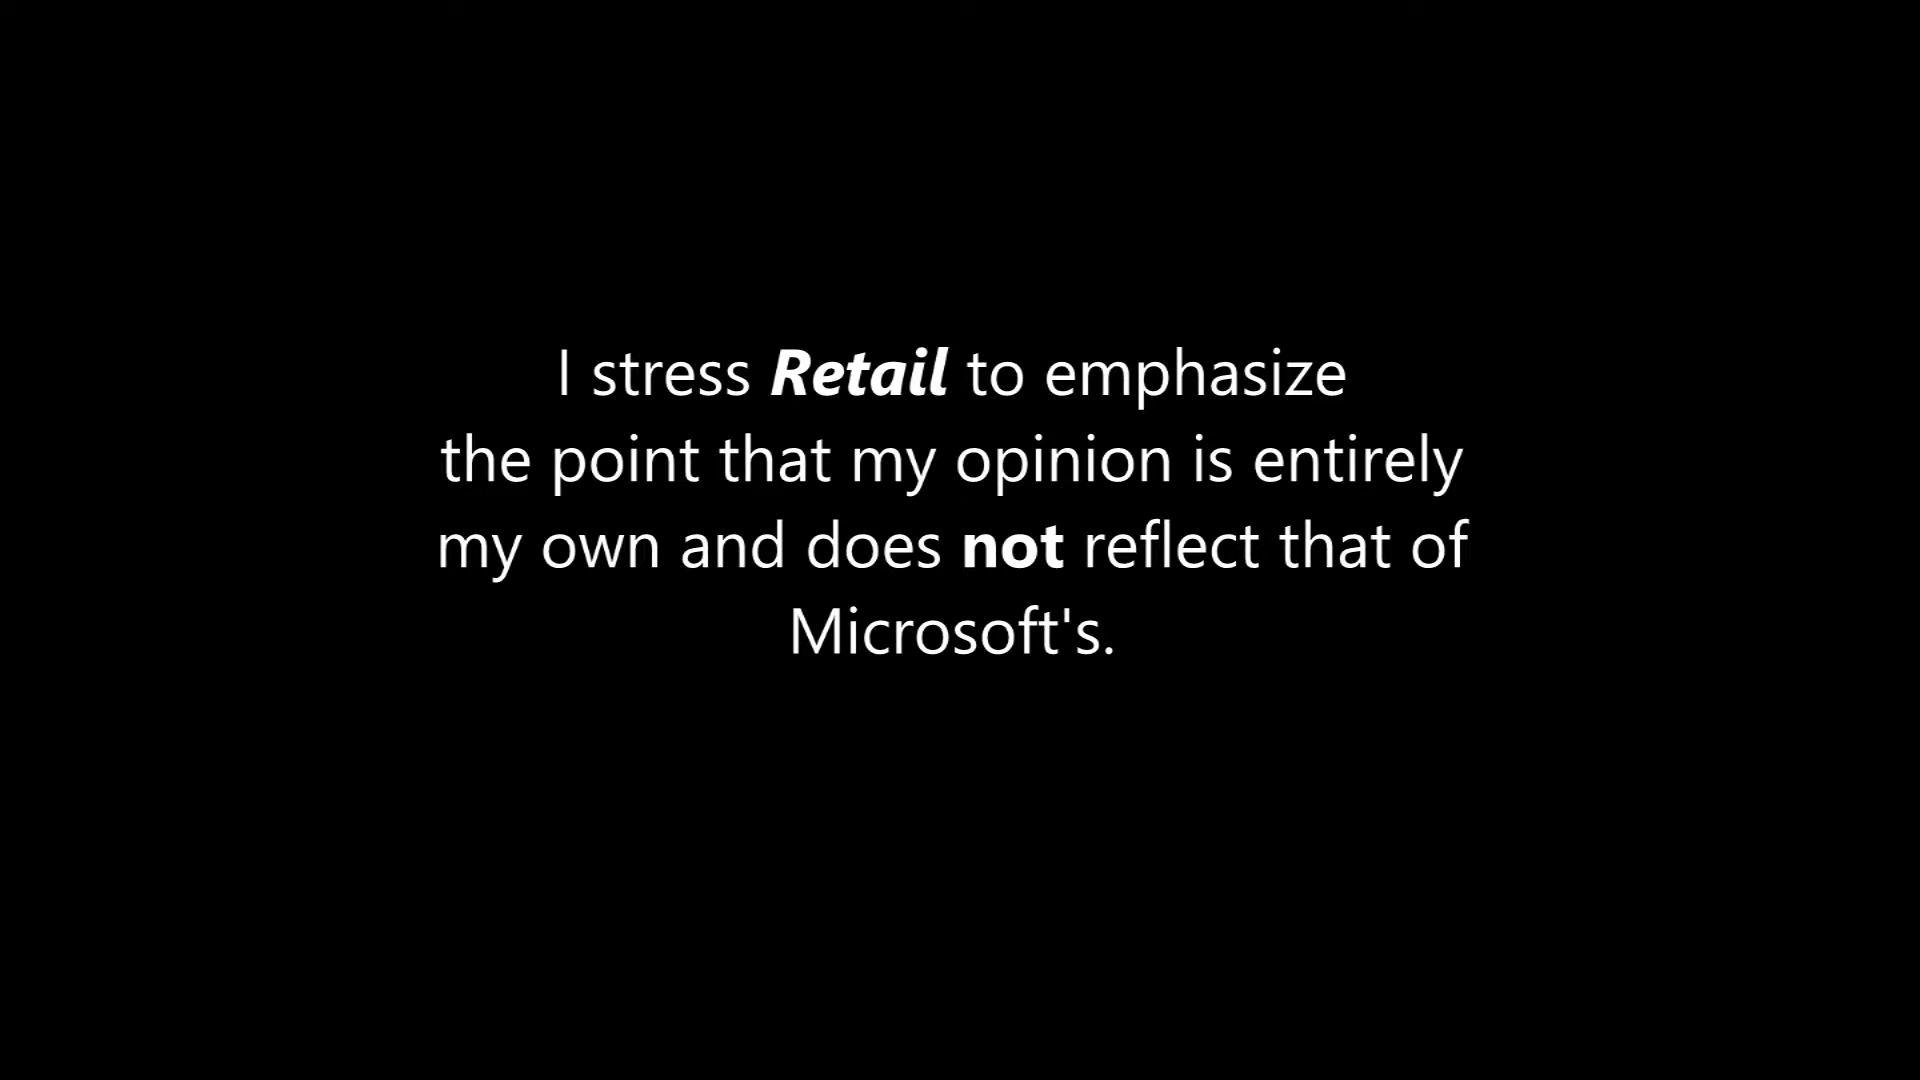 I stress Retail to emphasize
the point that my opinion is entirely
my own and does not reflect that of
Microsoft's.